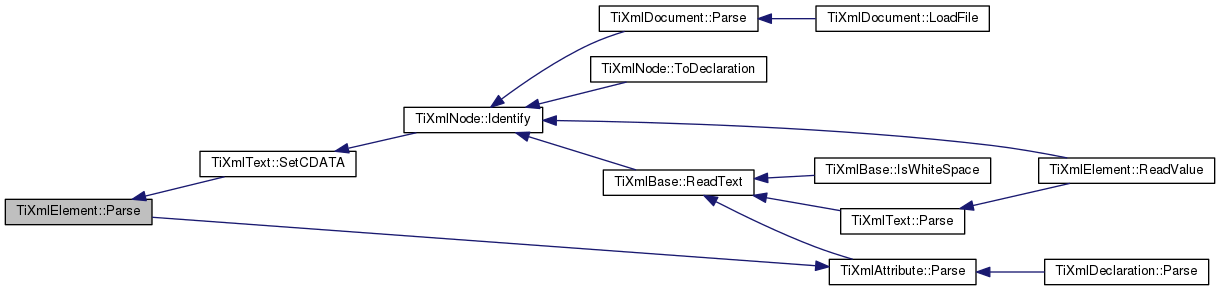 TiXmlDocument::Parse
TiXmlDocument::LoadFile
TiXmlNode::ToDeclaration
TiXmlNode::Identify
TiXmlText::SetCDATA
TiXmlBase::IsWhiteSpace
TiXmlElement::ReadValue
TiXmlBase::ReadText
TiXmlElement::Parse
TiXmlText::Parse
TiXmlAttribute::Parse
TiXmlDeclaration::Parse